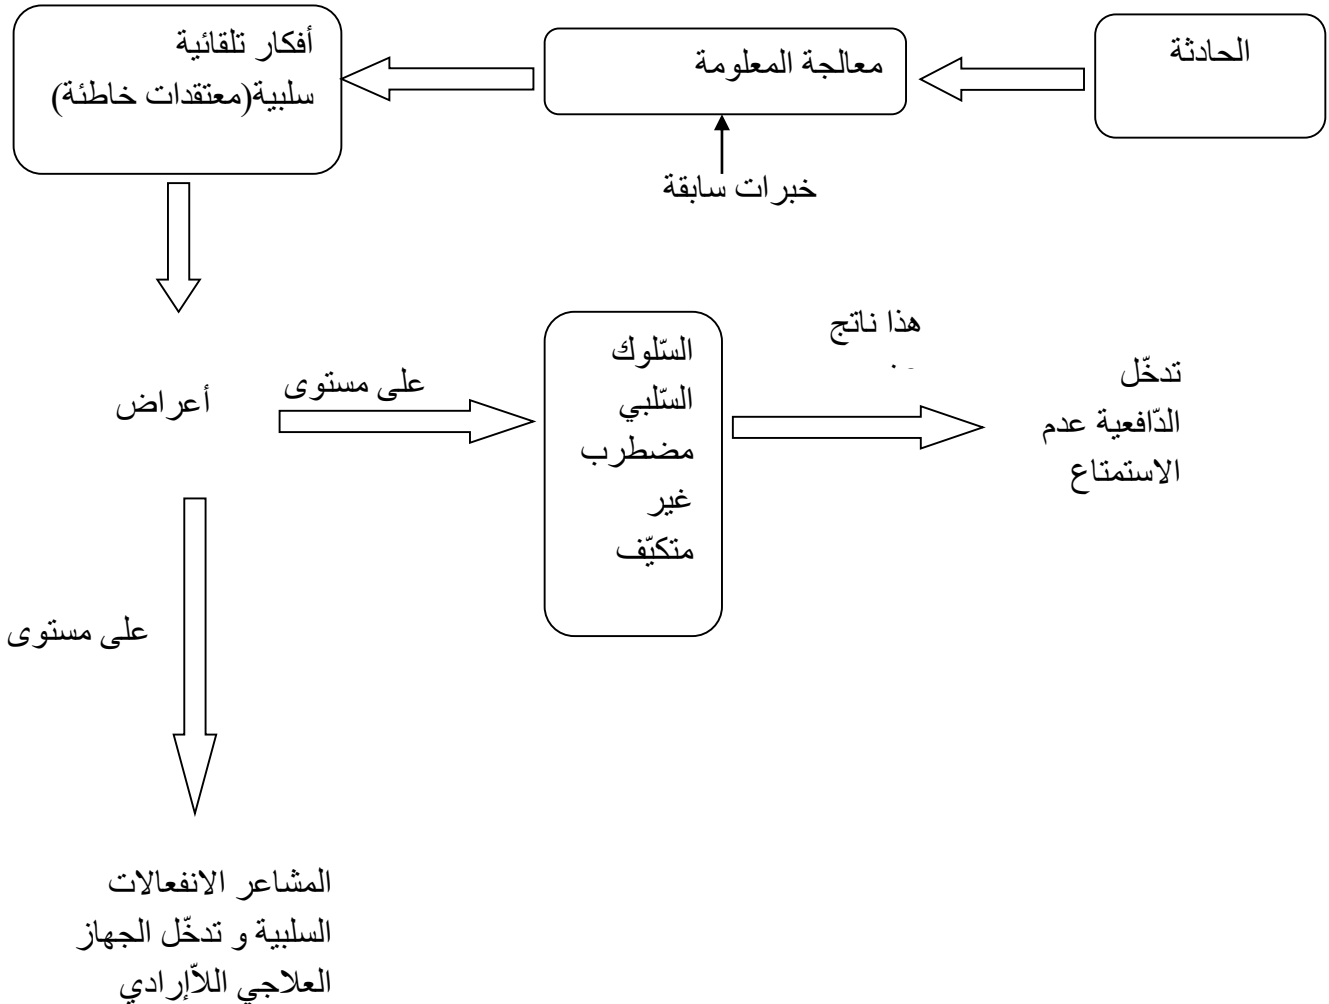 الحادثة
معالجة المعلومة
أفكار تلقائية
سلبية(معتقدات خاطئة)
خبرات سابقة
أعراض
على مستوى
السّلوك
السّلبي
مضطرب
غير
متكيّف
هذا ناتج
تدخّل
الدّافعية عدم
الاستمتاع
على مستوى
المشاعر الانفعالات
السلبية و تدخّل الجهاز
العلاجي اللاّإرادي